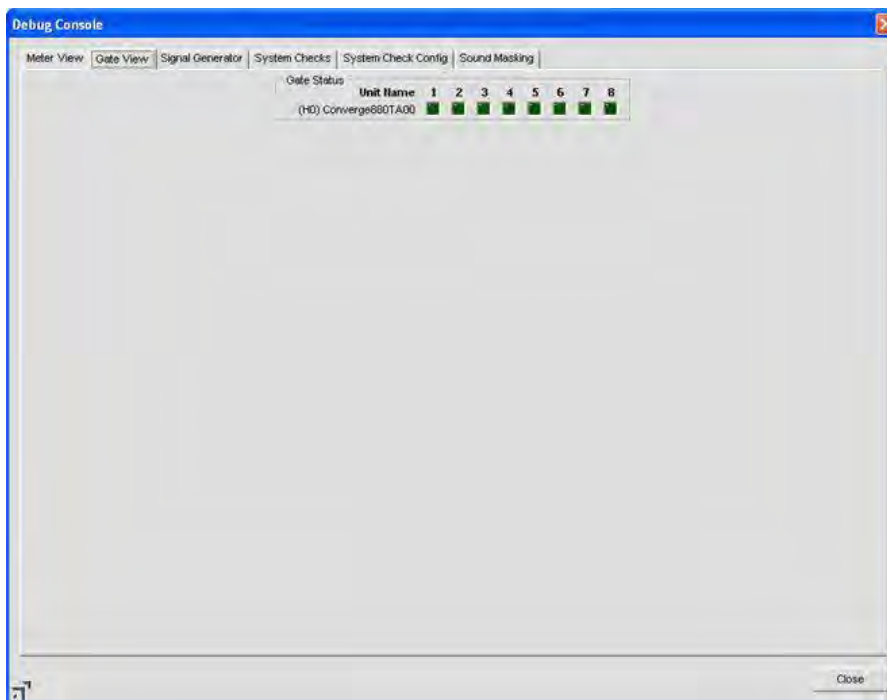 Debug Console
Meter View Gate View Signal Generator System Checks System Check Config Sound Masking
Gate Status
Unit Name 1 2 3 4 5 6 7 8
(H0) Converge880TA00
Close